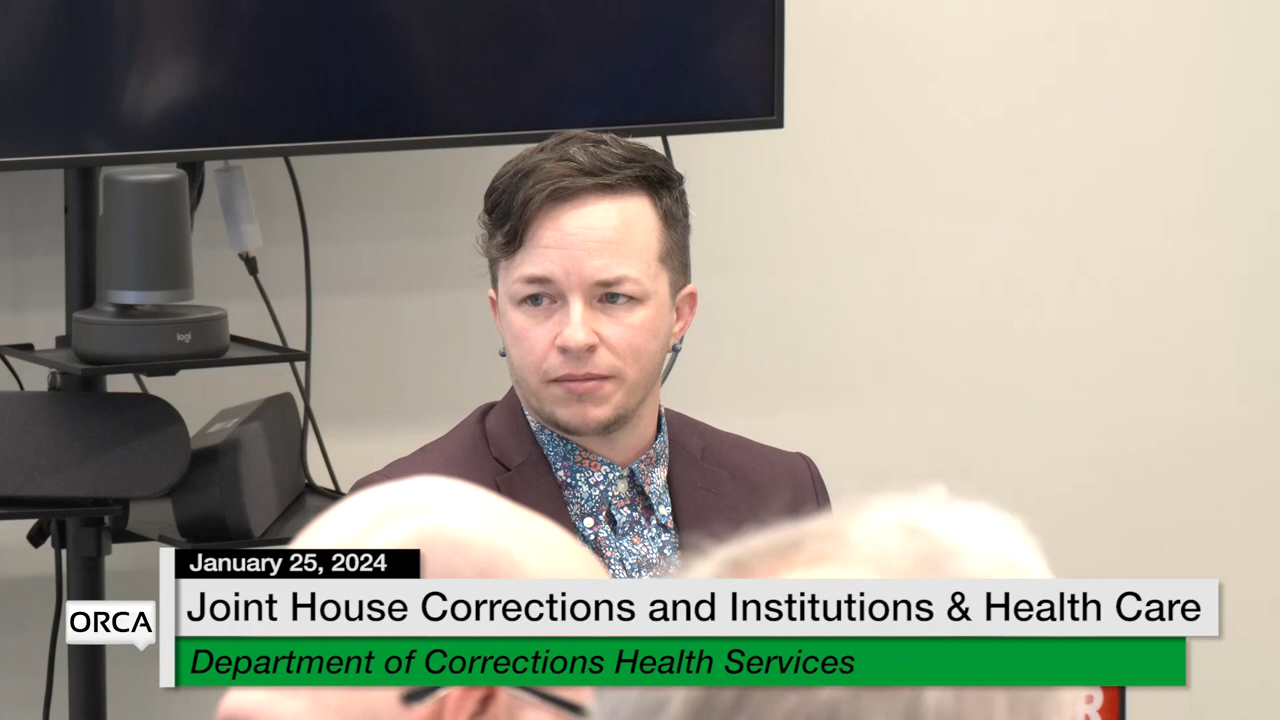 logi
January 25, 2024
Joint House Corrections and Institutions & Health Care
ORCA
Department of Corrections Health Services
R